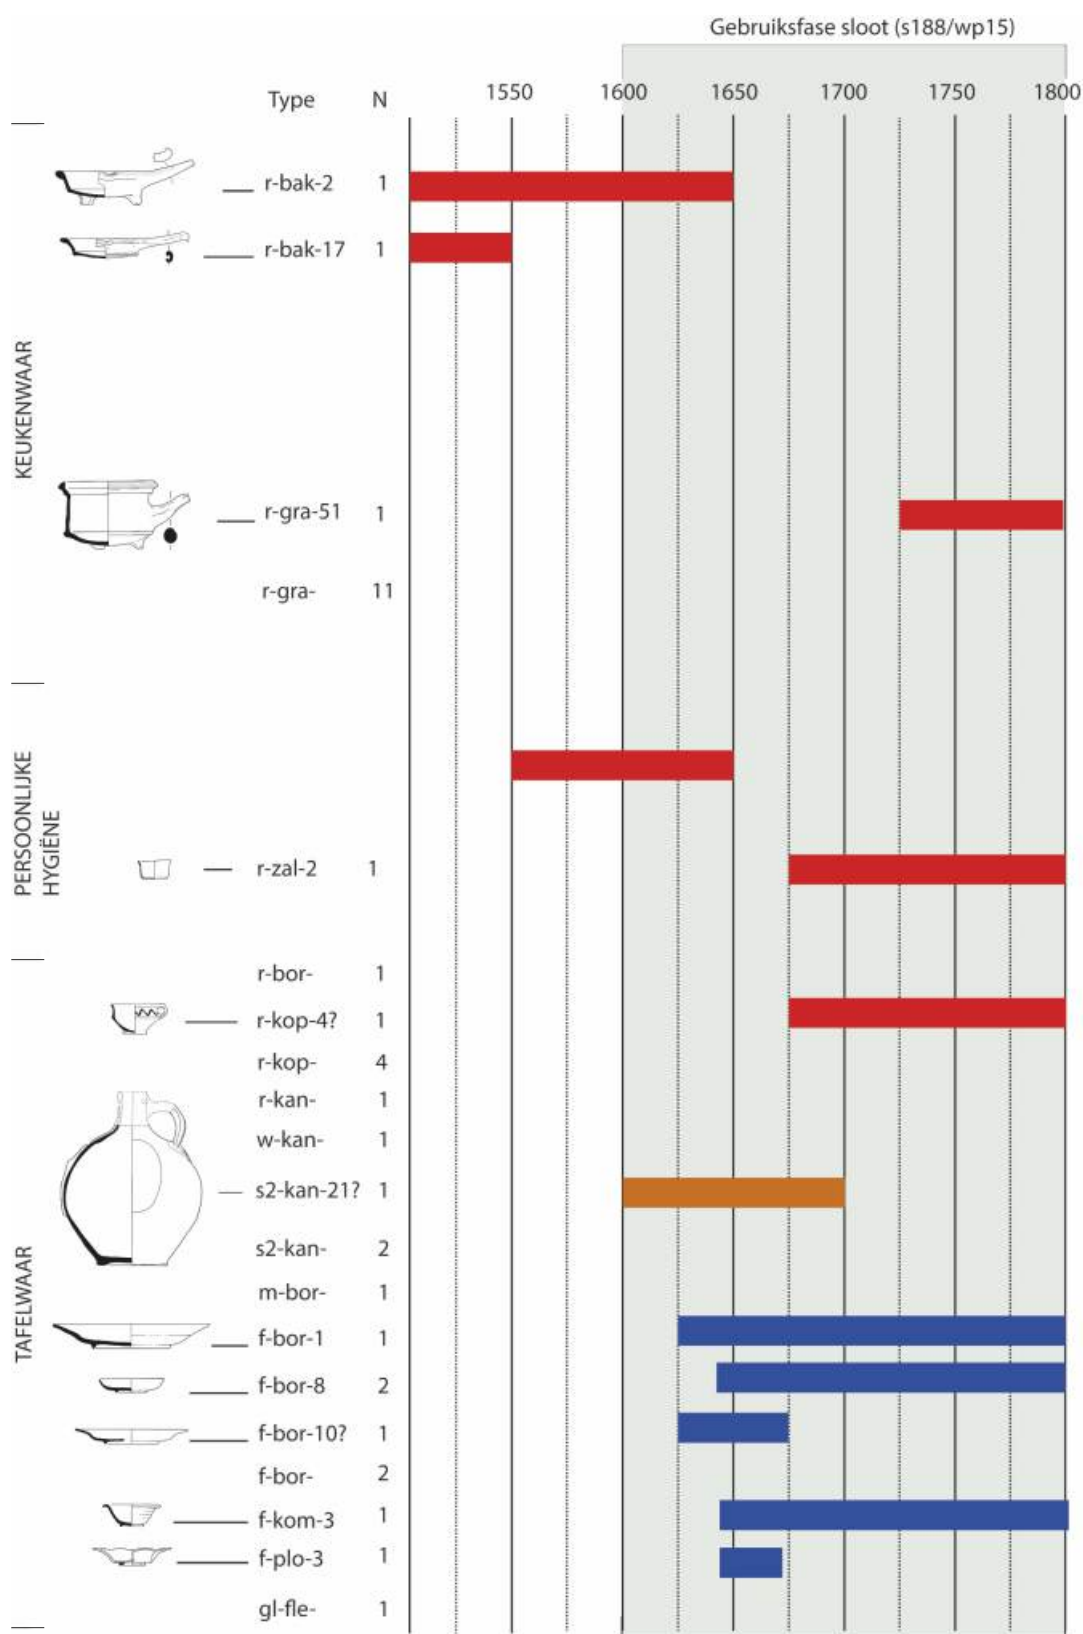 Gebruiksfase sloot (s188/wp15)
Type N 1550 1600 1650 1700 1750 1800
KEUKENWAAR
r-bak-2 1
r-bak-17 1
r-gra-51 1
r-gra- 11
PERSOONLIJKE
HYGIËNE
r-zal-2 1
TAFELWAAR
r-bor- 1
r-kop-4? 1
r-kop- 4
r-kan- 1
w-kan- 1
s2-kan-21? 1
s2-kan- 2
m-bor- 1
f-bor-1 1
f-bor-8 2
f-bor-10? 1
f-bor- 2
f-kom-3 1
f-plo-3 1
gl-fle- 1